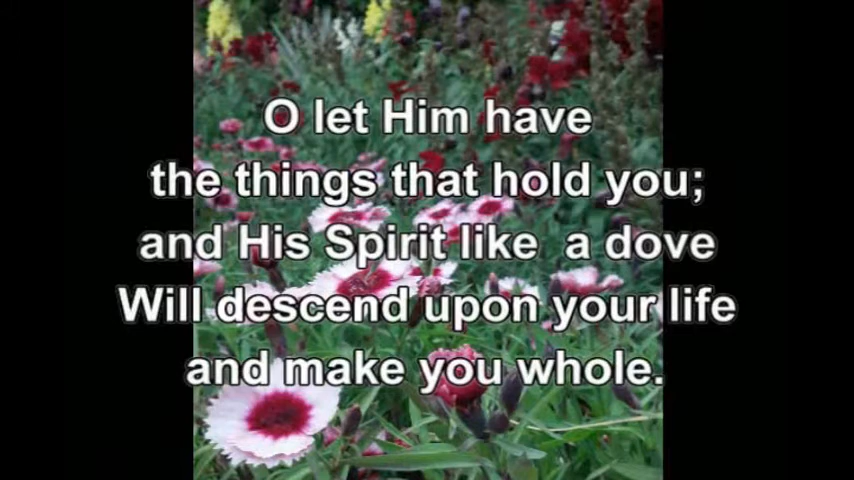 O let Him have
the things that hold you;
and His Spirit like a dove
Will descend upon your life
and make you whole.